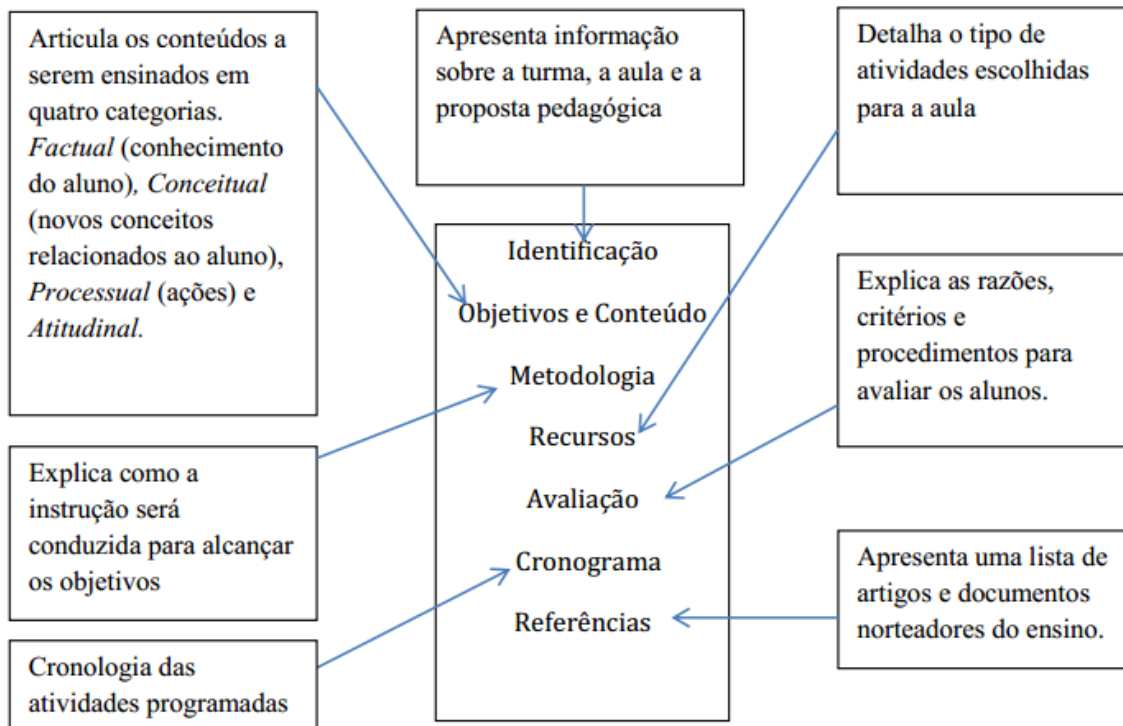 Articula os conteúdos a
serem ensinados em
quatro categorias.
Factual (conhecimento
do aluno), Conceitual
(novos conceitos
relacionados ao aluno),
Processual (ações) e
Atitudinal.
Apresenta informação
sobre a turma, a aula e a
proposta pedagógica
Detalha o tipo de
atividades escolhidas
para a aula
Identificação
Objetivos e Conteúdo
Metodologia
Recursos
Avaliação
Cronograma
Referências
Explica as razões,
critérios e
procedimentos para
avaliar os alunos.
Explica como a
instrução será
conduzida para alcançar
os objetivos
Apresenta uma lista de
artigos e documentos
norteadores do ensino.
Cronologia das
atividades programadas